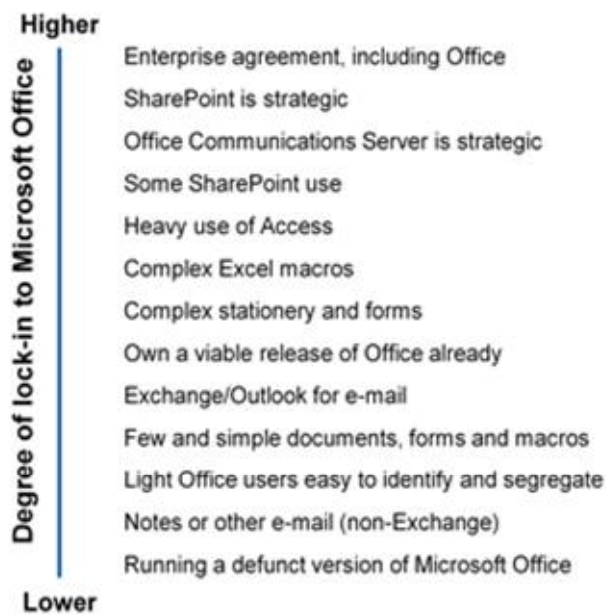 Higher
Degree of lock-in to Microsoft Office
Enterprise agreement, including Office
SharePoint is strategic
Office Communications Server is strategic
Some SharePoint use
Heavy use of Access
Complex Excel macros
Complex stationery and forms
Own a viable release of Office already
Exchange/Outlook for e-mail
Few and simple documents, forms and macros
Light Office users easy to identify and segregate
Notes or other e-mail (non-Exchange)
Running a defunct version of Microsoft Office
Lower